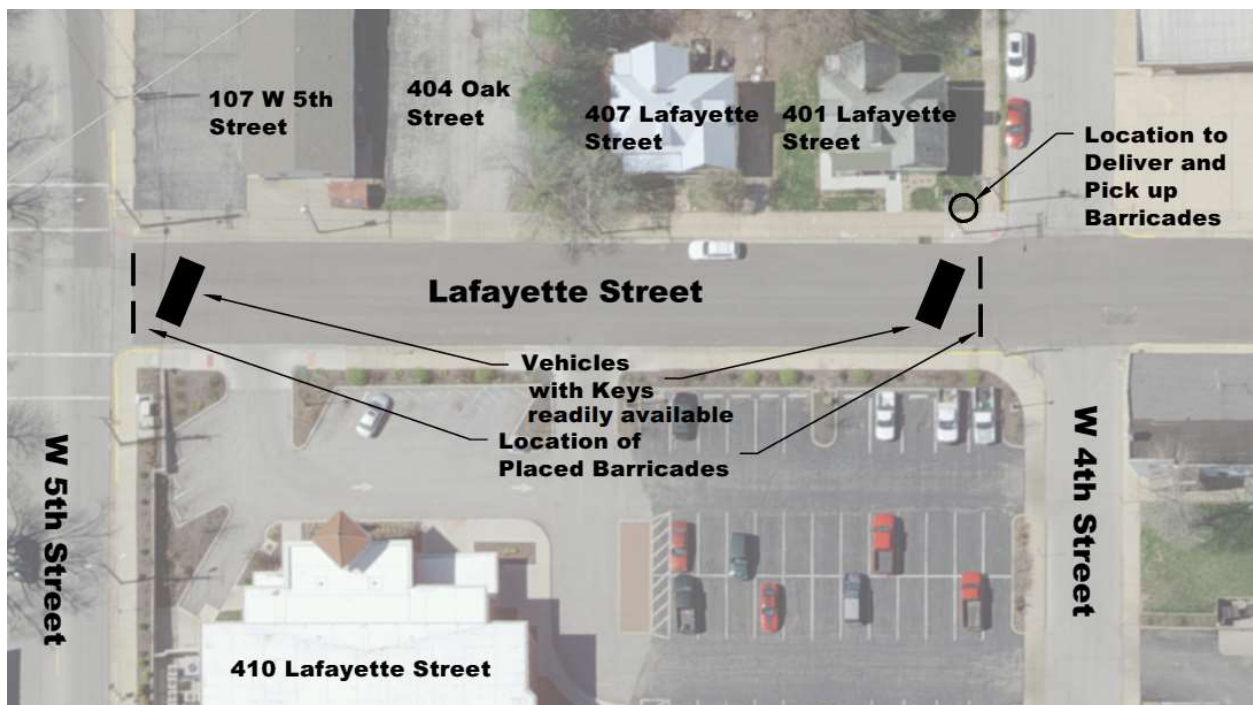 107 W 5th
Street
404 Oak
Street
407 Lafayette
Street
401 Lafayette
Street
Location to
Deliver and
Pick up
Barricades
Lafayette Street
Vehicles
with Keys
readily available
Location of
Placed Barricades
W 5th Street
W 4th Street
410 Lafayette Street